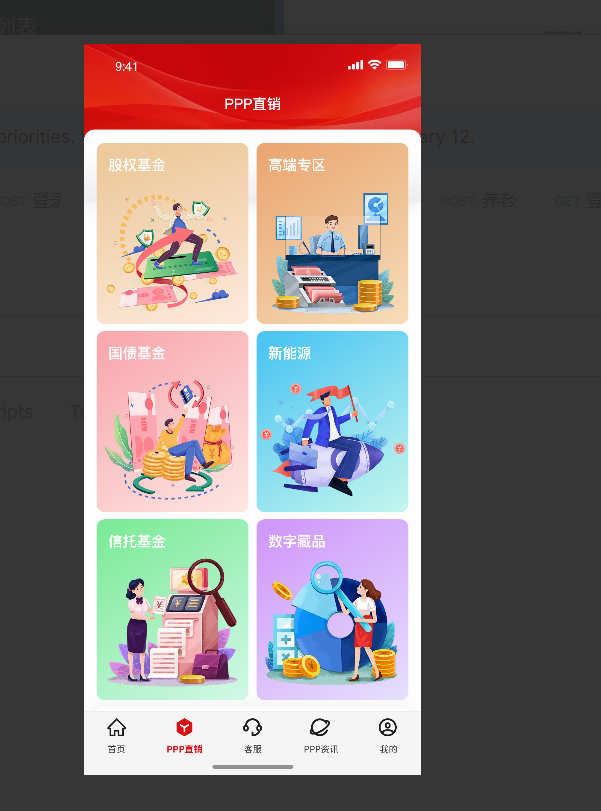 列表
9:41
PPP直销
priorities.
ary 12.
股权基金
高端专区
OST 登录
POST 养老
GET 登
国债基金
新能源
ripts
信托基金
数字藏品
首页
PPP直销
客服
PPP资讯
我的